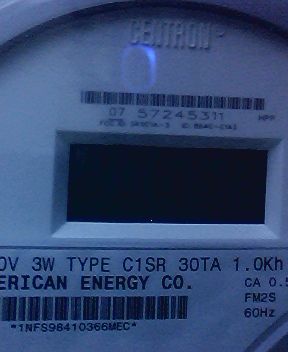 CENTRON
07 57245311 HPP
0V 3W TYPE C1SR 30TA 1.0Kh
ERICAN ENERGY CO. CA 0.5
FM2S
60Hz
*1NFS98410366MEC*